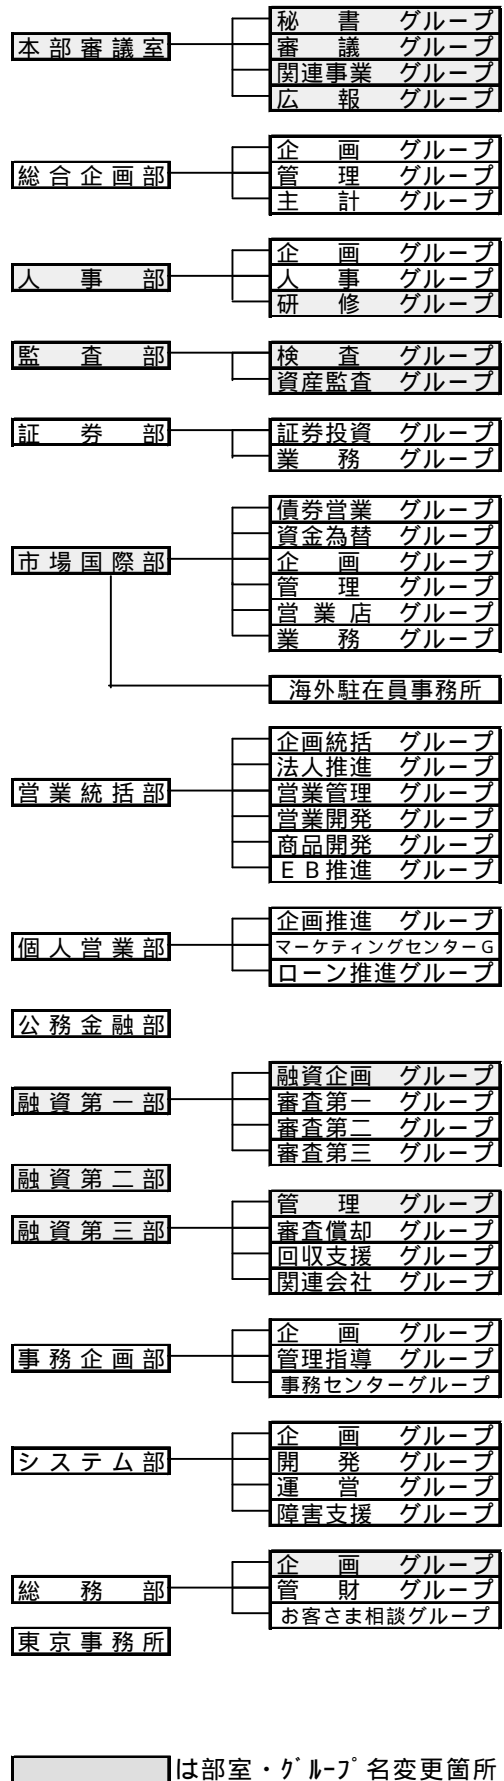 秘　書　グループ
本部審議室　審　議　グループ
関連事業　グループ
広　報　グループ
企　画　グループ
総合企画部　管　理　グループ
主　計　グループ
企　画　グループ
人　事　部　人　事　グループ
研　修　グループ
監　査　部　検　査　グループ
資産監査　グループ
証　券　部　証券投資　グループ
業　務　グループ
債券営業　グループ
資金為替　グループ
市場国際部　企　画　グループ
管　理　グループ
営業店　グループ
業　務　グループ
海外駐在員事務所
企画統括　グループ
法人推進　グループ
営業統括部　営業管理　グループ
営業開発　グループ
商品開発　グループ
ＥＢ推進　グループ
企画推進　グループ
個人営業部　マーケティングセンターＧ
ローン推進グループ
公務金融部
融資企画　グループ
融資第一部　審査第一　グループ
審査第二　グループ
審査第三　グループ
融資第二部
管　理　グループ
融資第三部　審査償却　グループ
回収支援　グループ
関連会社　グループ
企　画　グループ
事務企画部　管理指導　グループ
事務センターグループ
企　画　グループ
システム部　開　発　グループ
運　営　グループ
障害支援　グループ
企　画　グループ
総　務　部　管　財　グループ
お客さま相談グループ
東京事務所
は部室・ｸﾞﾙｰﾌﾟ名変更箇所